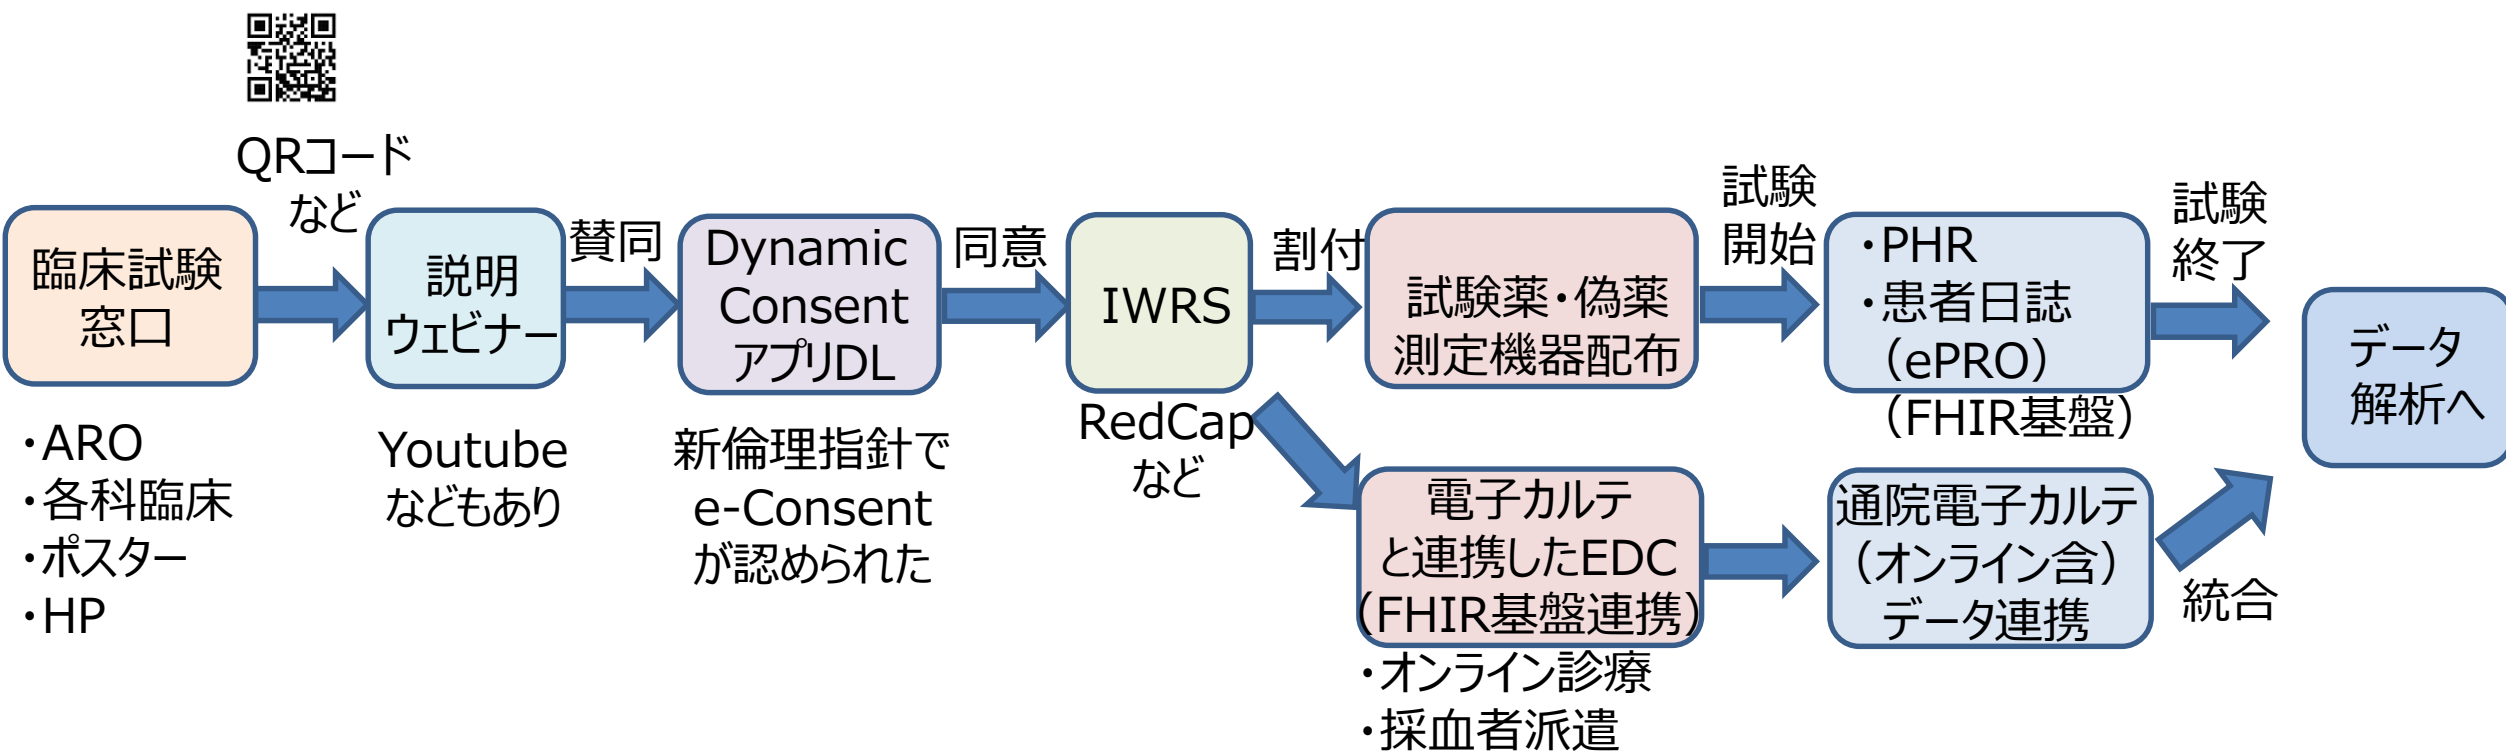 QRコード
など
臨床試験
窓口
・ARO
・各科臨床
・ポスター
・HP
説明
ウェビナー
Youtube
などもあり
賛同
Dynamic
Consent
アプリDL
新倫理指針で
e-Consent
が認められた
同意
IWRS
RedCap
など
割付
試験薬・偽薬
測定機器配布
電子カルテ
と連携したEDC
（FHIR基盤連携）
・オンライン診療
・採血者派遣
試験
開始
・PHR
・患者日誌
（ePRO）
（FHIR基盤）
通院電子カルテ
（オンライン含）
データ連携
試験
終了
統合
データ
解析へ